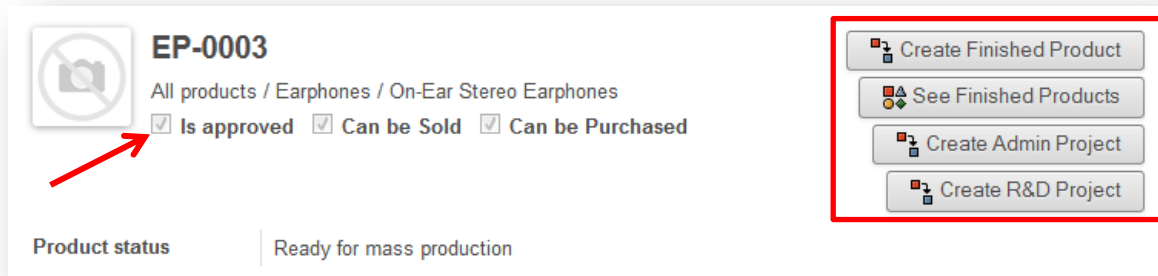 EP-0003
All products / Earphones / On-Ear Stereo Earphones
Is approved Can be Sold Can be Purchased
Create Finished Product
See Finished Products
Create Admin Project
Create R&D Project
Product status Ready for mass production